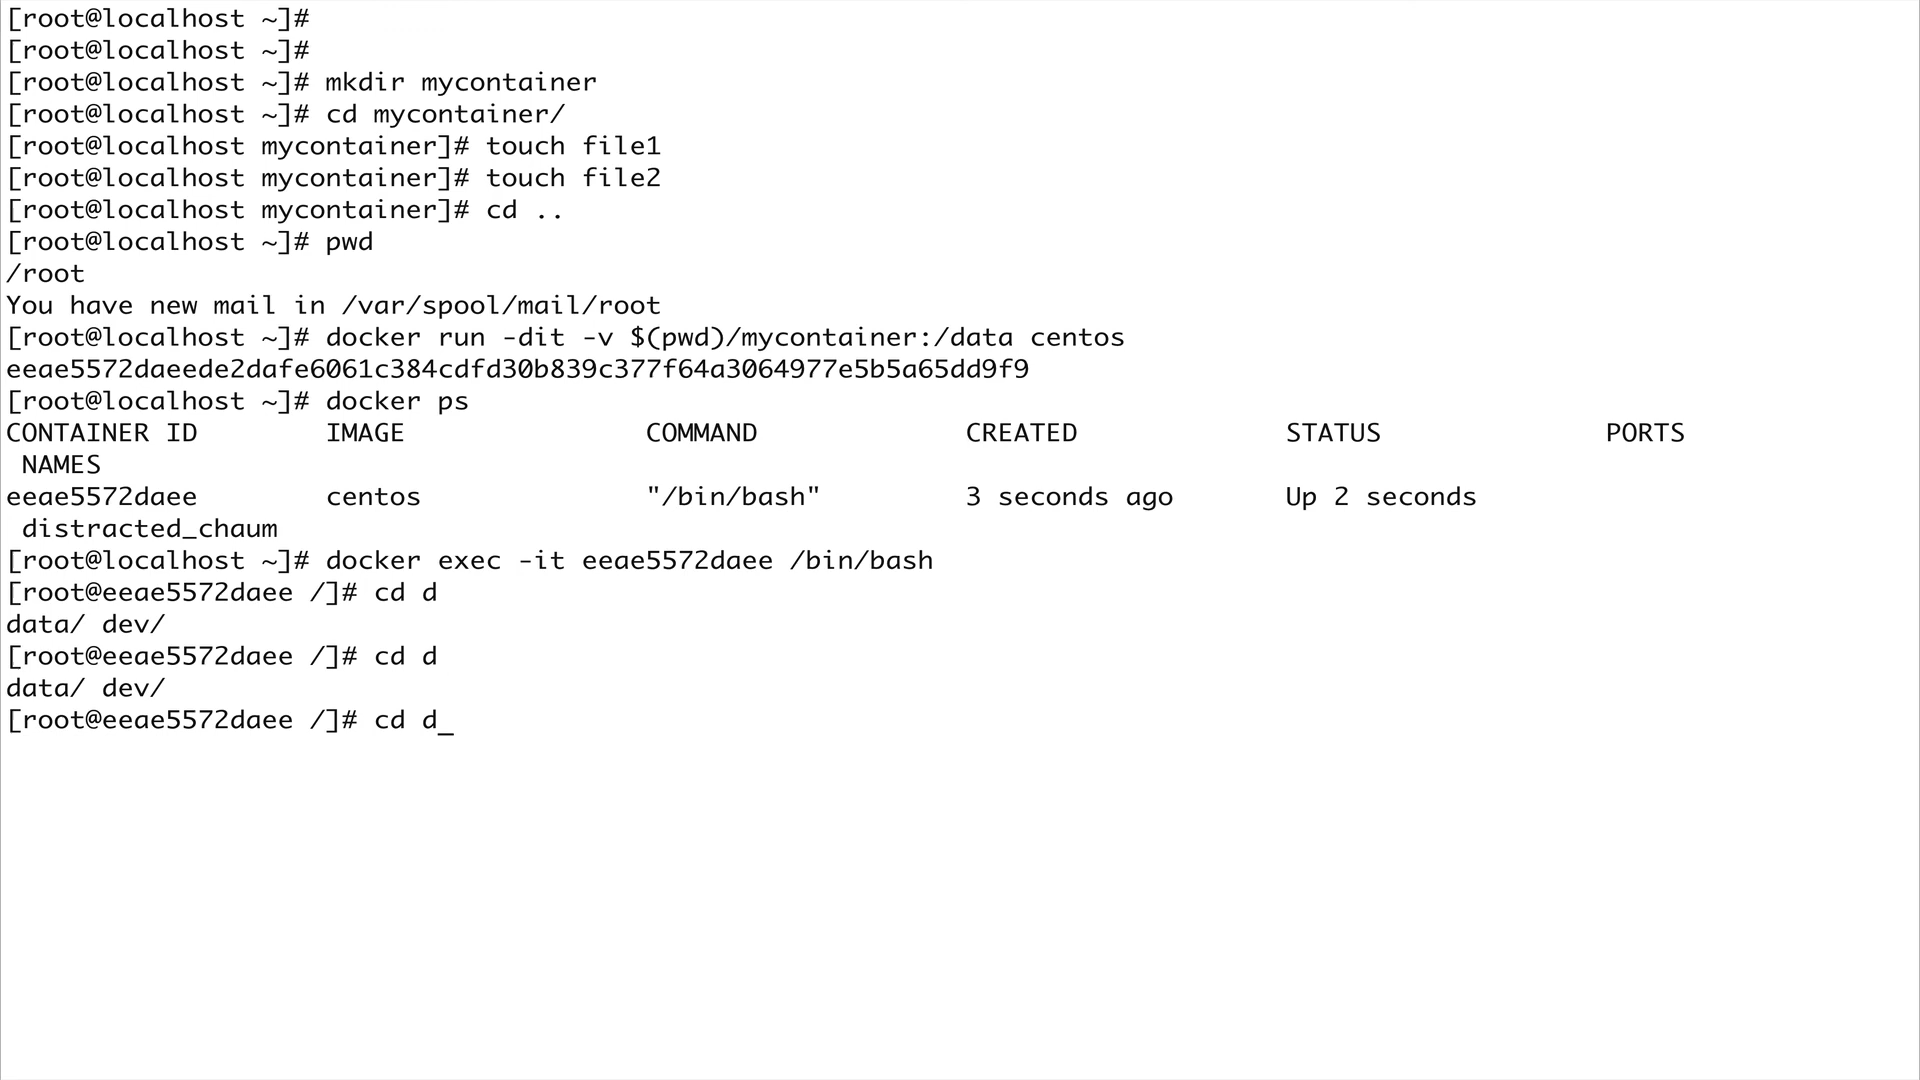 [root@localhost ~]#
[root@localhost ~]#
[root@localhost ~]# mkdir mycontainer
[root@localhost ~]# cd mycontainer/
[root@localhost mycontainer]# touch file1
[root@localhost mycontainer]# touch file2
[root@localhost mycontainer]# cd ..
[root@localhost ~]# pwd
/root
You have new mail in /var/spool/mail/root
[root@localhost ~]# docker run -dit -v $(pwd)/mycontainer:/data centos
eeae5572daeede2dafe6061c384cdfd30b839c377f64a3064977e5b5a65dd9f9
[root@localhost ~]# docker ps
CONTAINER ID        IMAGE               COMMAND             CREATED             STATUS              PORTS
 NAMES
eeae5572daee        centos              "/bin/bash"         3 seconds ago       Up 2 seconds
 distracted_chaum
[root@localhost ~]# docker exec -it eeae5572daee /bin/bash
[root@eeae5572daee /]# cd d
data/ dev/
[root@eeae5572daee /]# cd d
data/ dev/
[root@eeae5572daee /]# cd d_